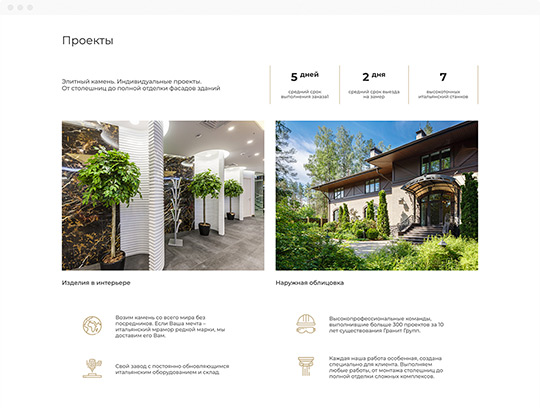 Проекты
Элитный камень. Индивидуальные проекты.
От столешниц до полной отделки фасадов зданий
5 дней
средний срок
выполнения заказа1
2 дня
средний срок выезда
на замер
7
высокоточных
итальянский станков
Изделия в интерьере
Наружная облицовка
Возим камень со всего мира без
посредников. Если Ваша мечта –
итальянский мрамор редкой марки, мы
доставим его Вам.
Высокопрофессиональные команды,
выполнившие больше 300 проектов за 10
лет существования Гранит Групп.
Свой завод с постоянно обновляющимся
итальянским оборудованием и склад
Каждая наша работа особенная, создана
специально для клиента. Выполняем
любые работы, от монтажа столешниц до
полной отделки сложных комплексов.